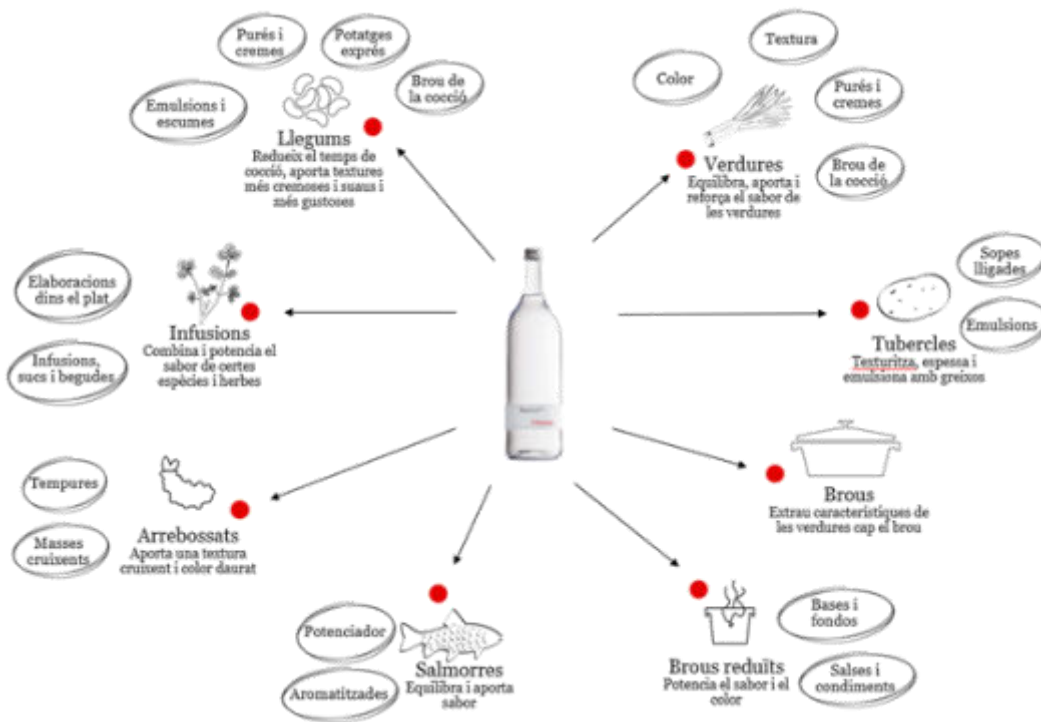 Purés i
cremes
Potatges
exprés
Emulsions i
escumes
Brou de
la cocció
Llegums
Redueix el temps de
cocció, aporta textures
més cremoses i suaus i
més gustoses
Textura
Color
Purés i
cremes
Brou de
la cocció
Verdures
Equilibra, aporta i
reforça el sabor de
les verdures
Elaboracions
dins el plat
Infusions,
sucs i begudes
Infusions
Combina i potencia el
sabor de certes
espècies i herbes
Sopes
lligades
Emulsions
Tubercles
Texturitza, espessa i
emulsiona amb greixos
Tempures
Masses
cruixents
Arrebossats
Aporta una textura
cruixent i color daurat
Brous
Extrau característiques de
les verdures cap el brou
Potenciador
Aromatitzades
Salmorres
Equilibra i aporta
sabor
Bases i
fondos
Salses i
condiments
Brous reduïts
Potencia el sabor i el
color